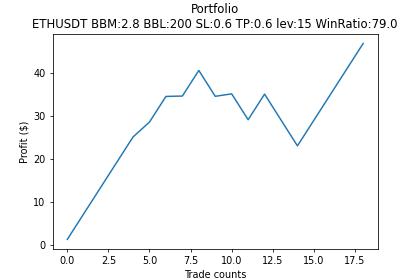 Portfolio
ETHUSDT BBM:2.8 BBL:200 SL:0.6 TP:0.6 lev:15 WinRatio:79.0
40
30
20
10
0
Profit ($)
0.0 2.5 5.0 7.5 10.0 12.5 15.0 17.5
Trade counts